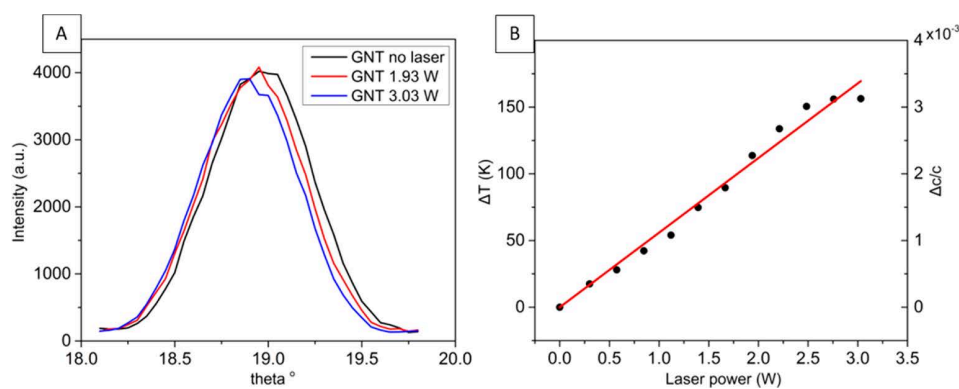 A
GNT no laser
GNT 1.93 W
GNT 3.03 W
4000
3000
2000
1000
0
Intensity (a.u.)
18.0 18.5 19.0 19.5 20.0
theta °
B
×10⁻³
4
3
2
1
0
Δc/c
150
100
50
0
ΔT (K)
0.0 0.5 1.0 1.5 2.0 2.5 3.0 3.5
Laser power (W)